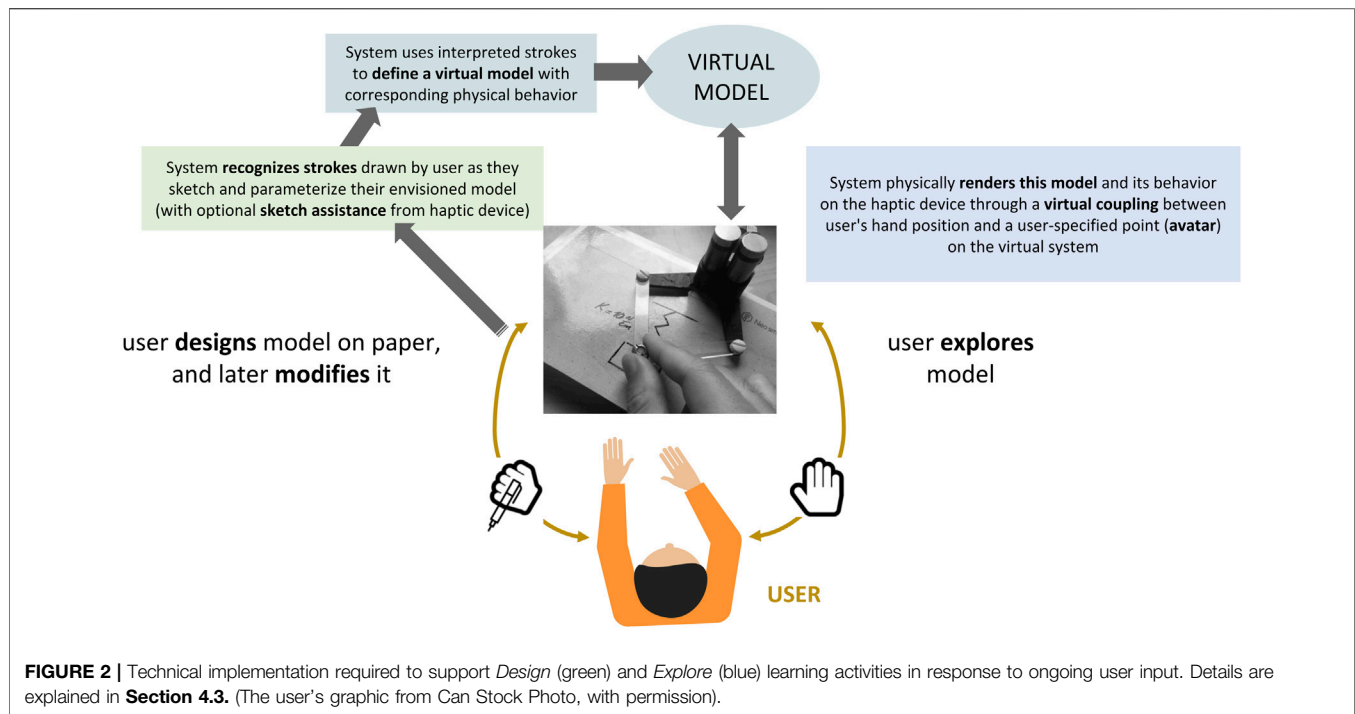 System uses interpreted strokes
to define a virtual model with
corresponding physical behavior
VIRTUAL
MODEL
System recognizes strokes drawn by user as they
sketch and parameterize their envisioned model
(with optional sketch assistance from haptic device)
System physically renders this model and its behavior
on the haptic device through a virtual coupling between
user's hand position and a user-specified point (avatar)
on the virtual system
user designs model on paper,
and later modifies it
user explores
model
USER
FIGURE 2 | Technical implementation required to support Design (green) and Explore (blue) learning activities in response to ongoing user input. Details are
explained in Section 4.3. (The user’s graphic from Can Stock Photo, with permission).